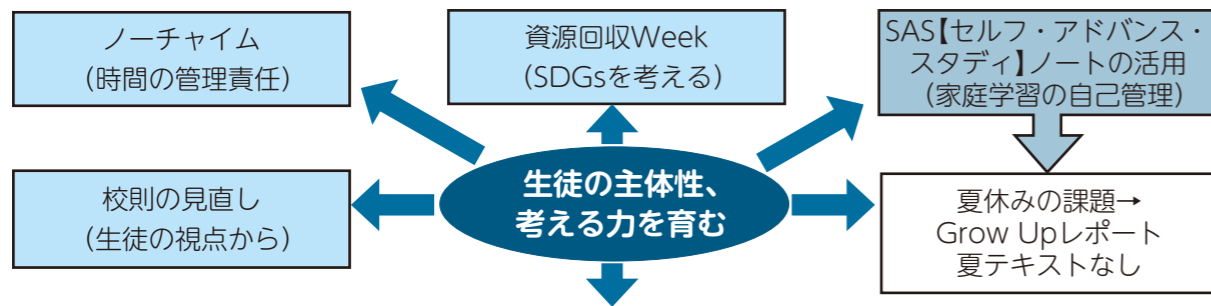 ノーチャイム
（時間の管理責任）
資源回収Week
（SDGsを考える）
SAS【セルフ・アドバンス・
スタディ】ノートの活用
（家庭学習の自己管理）
校則の見直し
（生徒の視点から）
生徒の主体性、
考える力を育む
夏休みの課題→
Grow Upレポート
夏テキストなし